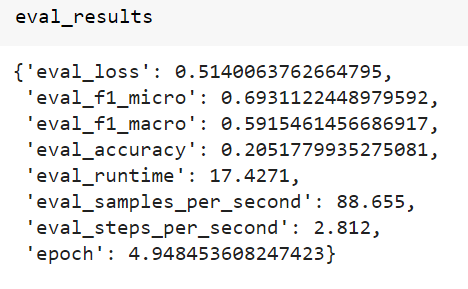 eval_results
{'eval_loss': 0.5140063762664795,
'eval_f1_micro': 0.6931122448979592,
'eval_f1_macro': 0.5915461456686917,
'eval_accuracy': 0.2051779935275081,
'eval_runtime': 17.4271,
'eval_samples_per_second': 88.655,
'eval_steps_per_second': 2.812,
'epoch': 4.948453608247423}